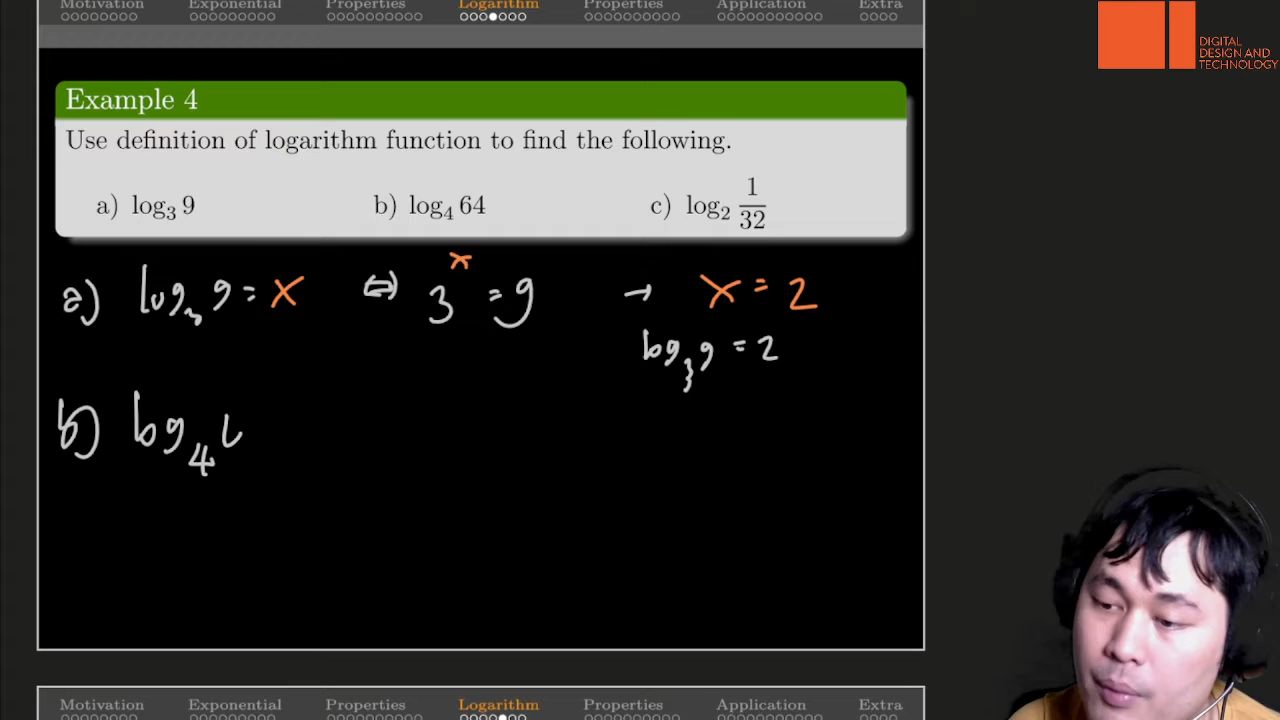 Motivation Exponential Properties Logarithm Properties Application Extra
DIGITAL
DESIGN AND
TECHNOLOGY
Example 4
Use definition of logarithm function to find the following.
a) log₃ 9 b) log₄ 64 c) log₂ 1/32
a) log₃ 9 = x ⇔ 3ˣ = 9 → x = 2
log₃ 9 = 2
b) log₄
Motivation Exponential Properties Logarithm Properties Application Extra